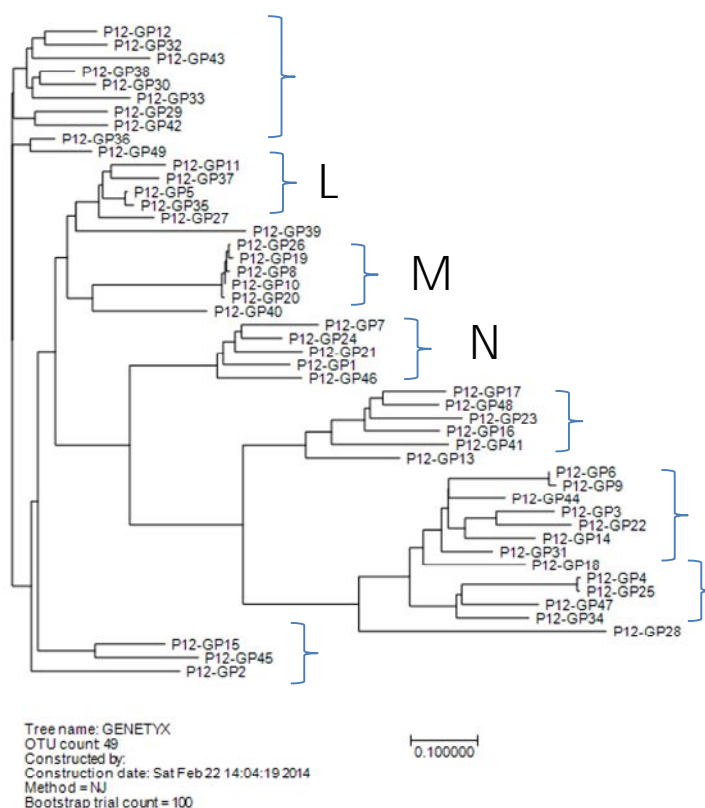 P12-GP12
P12-GP32
P12-GP43
P12-GP38
P12-GP30
P12-GP33
P12-GP29
P12-GP42
P12-GP36
P12-GP49
P12-GP11
P12-GP37
L
P12-GP5
P12-GP35
P12-GP27
P12-GP39
P12-GP26
P12-GP19
P12-GP8
M
P12-GP10
P12-GP20
P12-GP40
P12-GP7
P12-GP24
N
P12-GP21
P12-GP1
P12-GP46
P12-GP17
P12-GP48
P12-GP23
P12-GP16
P12-GP41
P12-GP13
P12-GP6
P12-GP9
P12-GP44
P12-GP3
P12-GP22
P12-GP14
P12-GP31
P12-GP18
P12-GP4
P12-GP25
P12-GP47
P12-GP34
P12-GP28
P12-GP15
P12-GP45
P12-GP2
Tree name: GENETYX
OTU count: 49
Constructed by:
Construction date: Sat Feb 22 14:04:19 2014
Method = NJ
Bootstrap trial count = 100
0.100000